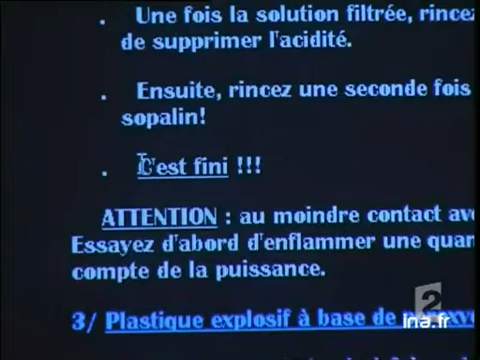 . Une fois la solution filtrée, rincez
de supprimer l'acidité.
. Ensuite, rincez une seconde fois
sopalin!
. C'est fini !!!
ATTENTION : au moindre contact
Essayez d'abord d'enflammer une
compte de la puissance.
3/ Plastique explosif à base de
2
ina.fr